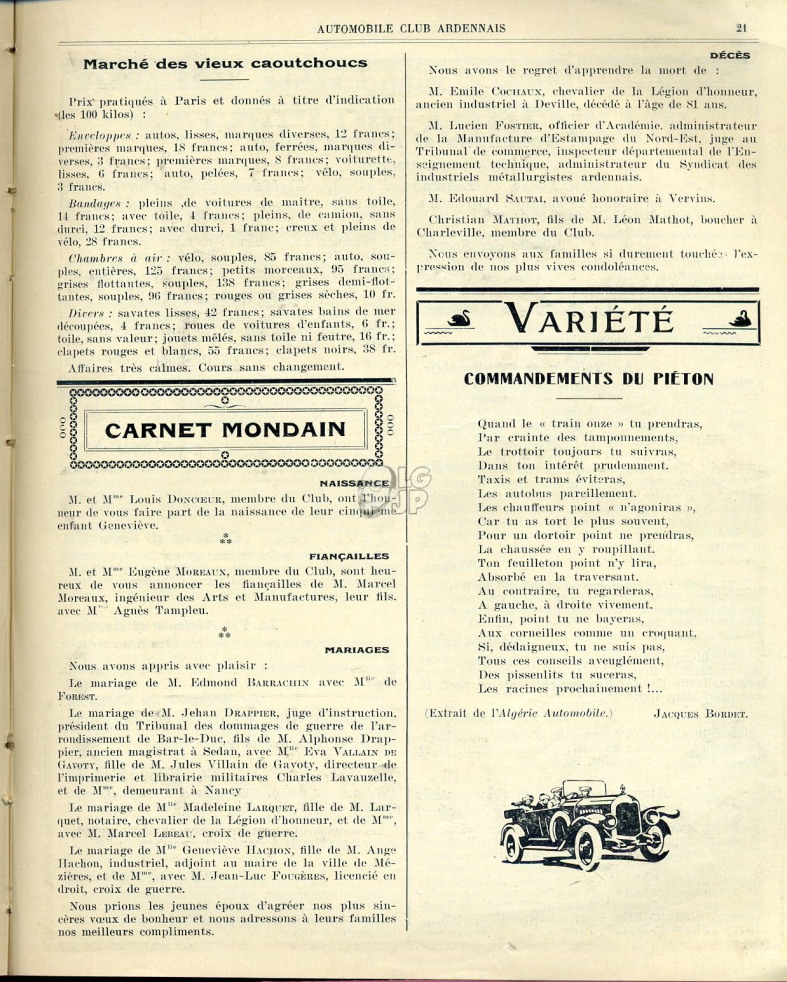 AUTOMOBILE CLUB ARDENNAIS 21
Marché des vieux caoutchoucs
Prix pratiqués à Paris et donnés à titre d'indication
(les 100 kilos) :
Enveloppes : autos, lisses, marques diverses, 12 francs;
premières marques, 18 francs; auto, ferrées, marques di-
verses, 3 francs; premières marques, 8 francs; voiturette,
lisses, 6 francs; auto, pelées, 7 francs; vélo, souples,
3 francs.
Bandages : pleins de voitures de maître, sans toile,
14 francs; avec toile, 4 francs; pleins, de camion, sans
durci, 12 francs; avec durci, 1 franc; creux et pleins de
vélo, 28 francs.
Chambres à air : vélo, souples, 85 francs; auto, sou-
ples, entières, 125 francs; petits morceaux, 95 francs;
grises flottantes, souples, 138 francs; grises demi-flot-
tantes, souples, 96 francs; rouges ou grises sèches, 10 fr.
Divers : savates lisses, 42 francs; savates bains de mer
découpées, 4 francs; roues de voitures d'enfants, 6 fr.;
toile, sans valeur; jouets mêlés, sans toile ni feutre, 16 fr.;
clapets rouges et blancs, 55 francs; clapets noirs, 38 fr.
Affaires très calmes. Cours sans changement.
CARNET MONDAIN
NAISSANCE
M. et Mme Louis DONCŒUR, membre du Club, ont l'hon-
neur de vous faire part de la naissance de leur cinquième
enfant Geneviève.
*
**
FIANÇAILLES
M. et Mme Eugène MOREAUX, membre du Club, sont heu-
reux de vous annoncer les fiançailles de M. Marcel
Moreaux, ingénieur des Arts et Manufactures, leur fils.
avec Mlle Agnès Tampleu.
*
**
MARIAGES
Nous avons appris avec plaisir :
Le mariage de M. Edmond BARRACHIN avec Mlle de
FOREST.
Le mariage de M. Jehan DRAPPIER, juge d'instruction,
président du Tribunal des dommages de guerre de l'ar-
rondissement de Bar-le-Duc, fils de M. Alphonse Drap-
pier, ancien magistrat à Sedan, avec Mlle Eva VALLAIN DE
GAVOTY, fille de M. Jules Villain de Gavoty, directeur de
l'imprimerie et librairie militaires Charles Lavauzelle,
et de Mme, demeurant à Nancy
Le mariage de Mlle Madeleine LARQUET, fille de M. Lar-
quet, notaire, chevalier de la Légion d'honneur, et de Mme,
avec M. Marcel LEBEAU, croix de guerre.
Le mariage de Mlle Geneviève HACHON, fille de M. Ange
Hachon, industriel, adjoint au maire de la ville de Mé-
zières, et de Mme, avec M. Jean-Luc FOUGÈRES, licencié en
droit, croix de guerre.
Nous prions les jeunes époux d'agréer nos plus sin-
cères vœux de bonheur et nous adressons à leurs familles
nos meilleurs compliments.
DÉCÈS
Nous avons le regret d'apprendre la mort de :
M. Emile COCHAUX, chevalier de la Légion d'honneur,
ancien industriel à Deville, décédé à l'âge de 81 ans.
M. Lucien FOSTIER, officier d'Académie. administrateur
de la Manufacture d'Estampage du Nord-Est, juge au
Tribunal de commerce, inspecteur départemental de l'En-
seignement technique, administrateur du Syndicat des
industriels métallurgistes ardennais.
M. Edouard SAUTAI, avoué honoraire à Vervins.
Christian MATHOT, fils de M. Léon Mathot, boucher à
Charleville, membre du Club.
Nous envoyons aux familles si durement touchées l'ex-
pression de nos plus vives condoléances.
VARIÉTÉ
COMMANDEMENTS DU PIÉTON
Quand le « train onze » tu prendras,
Par crainte des tamponnements,
Le trottoir toujours tu suivras,
Dans ton intérêt prudemment.
Taxis et trams éviteras,
Les autobus pareillement.
Les chauffeurs point « n'agoniras »,
Car tu as tort le plus souvent,
Pour un dortoir point ne prendras,
La chaussée en y roupillant.
Ton feuilleton point n'y lira,
Absorbé en la traversant.
Au contraire, tu regarderas,
A gauche, à droite vivement.
Enfin, point tu ne bayeras,
Aux corneilles comme un croquant.
Si, dédaigneux, tu ne suis pas,
Tous ces conseils aveuglément,
Des pissenlits tu suceras,
Les racines prochainement !...
(Extrait de l'Algérie Automobile.) JACQUES BORDET.